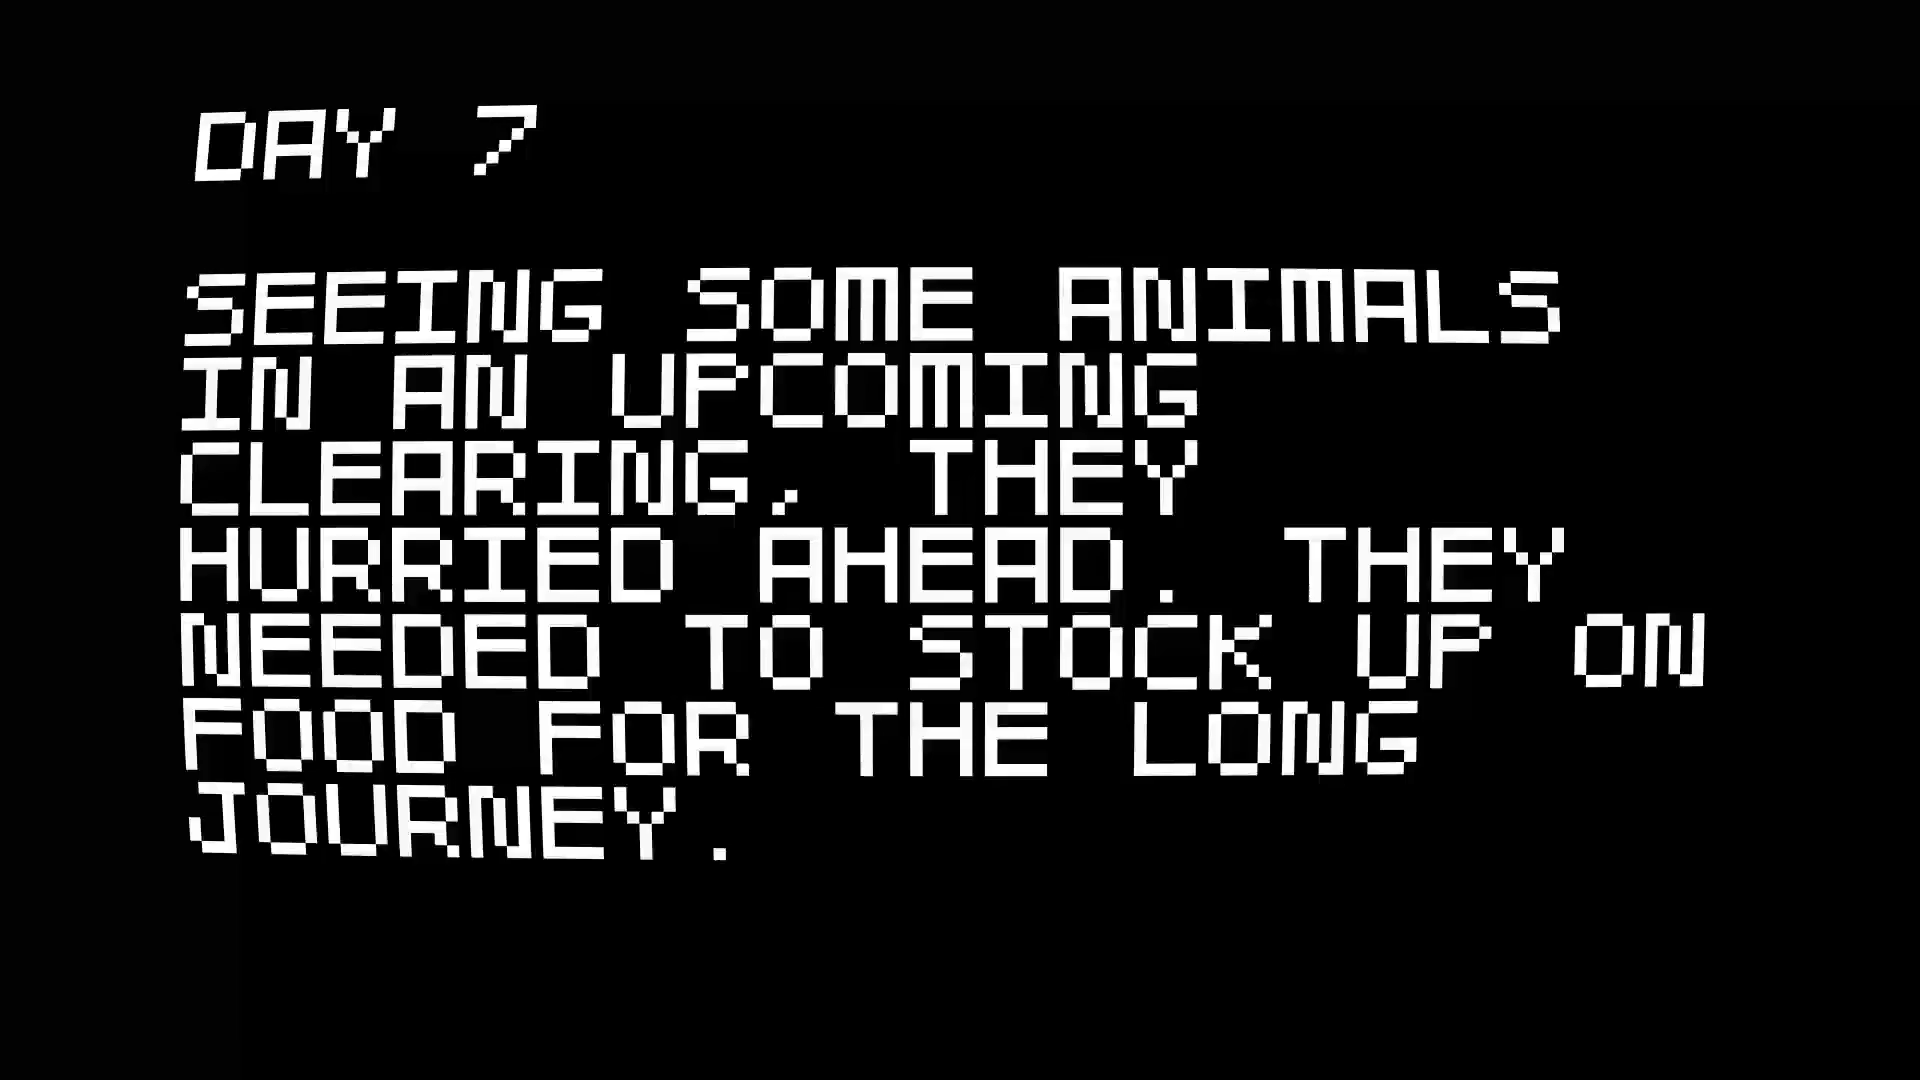 DAY 7
SEEING SOME ANIMALS
IN AN UPCOMING
CLEARING, THEY
HURRIED AHEAD. THEY
NEEDED TO STOCK UP ON
FOOD FOR THE LONG
JOURNEY.